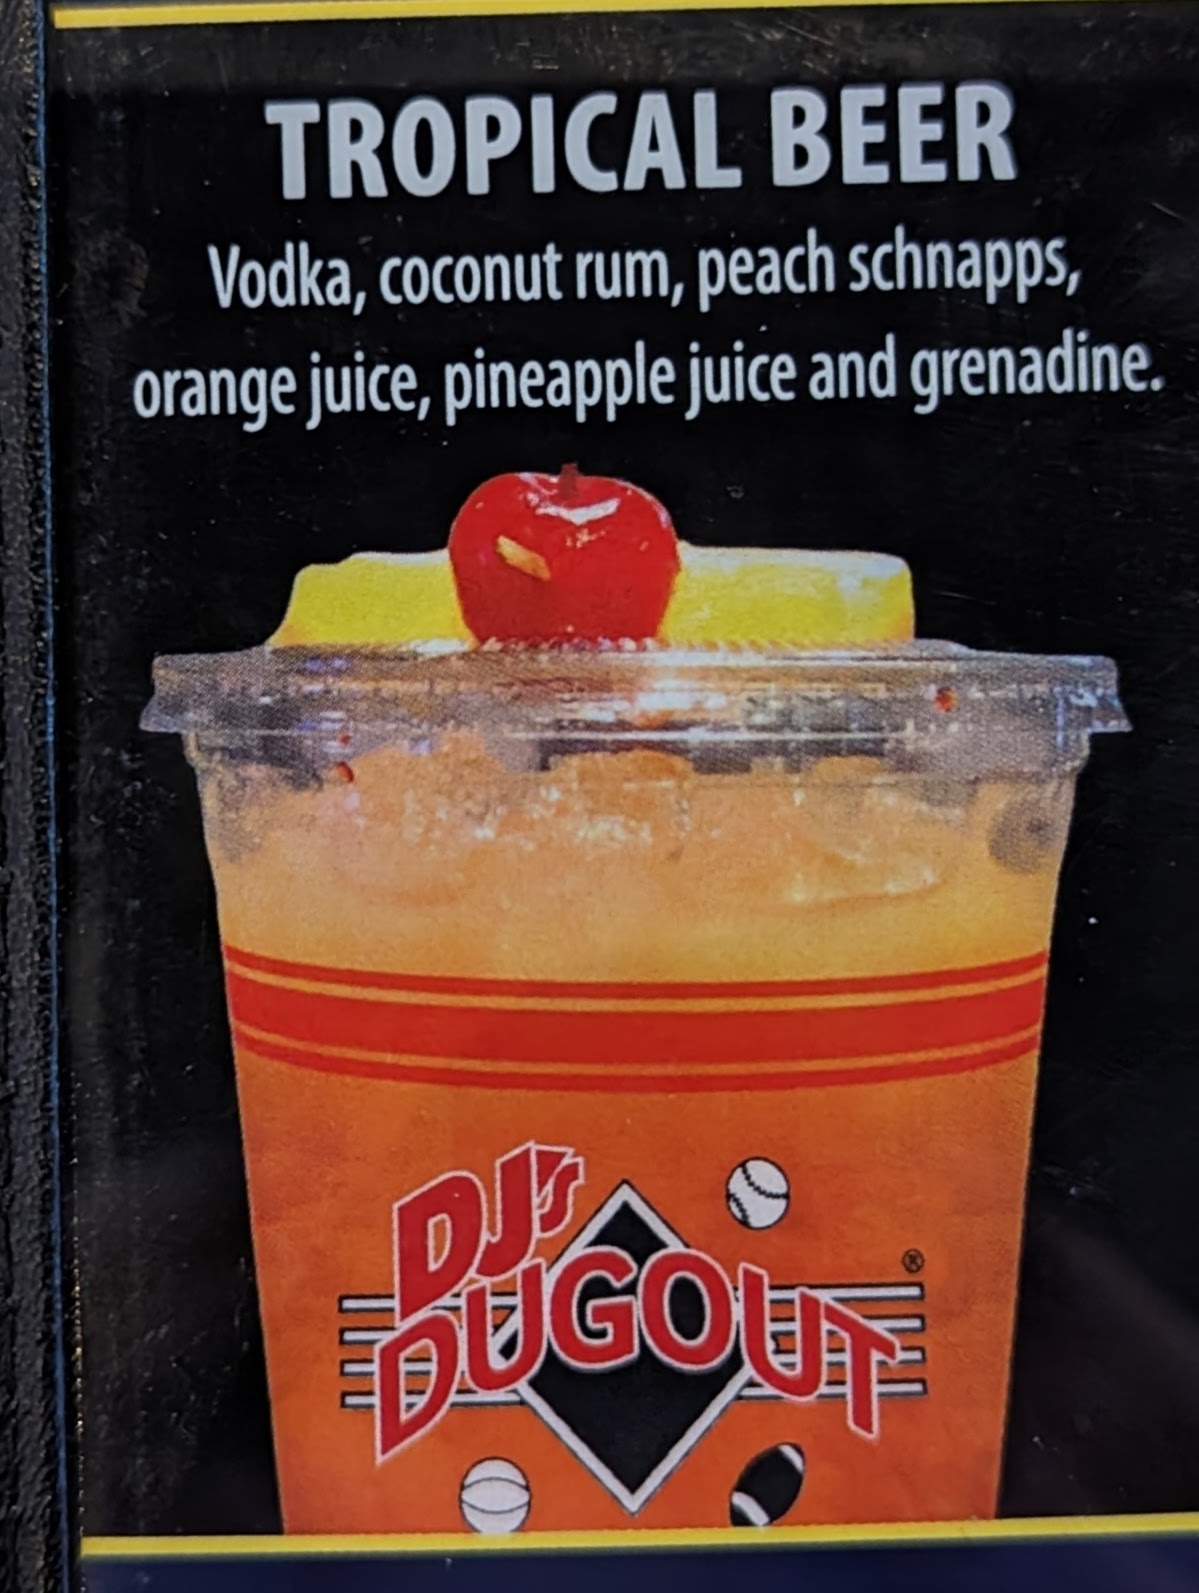 TROPICAL BEER
Vodka, coconut rum, peach schnapps,
orange juice, pineapple juice and grenadine.
DJ's
DUGOUT®